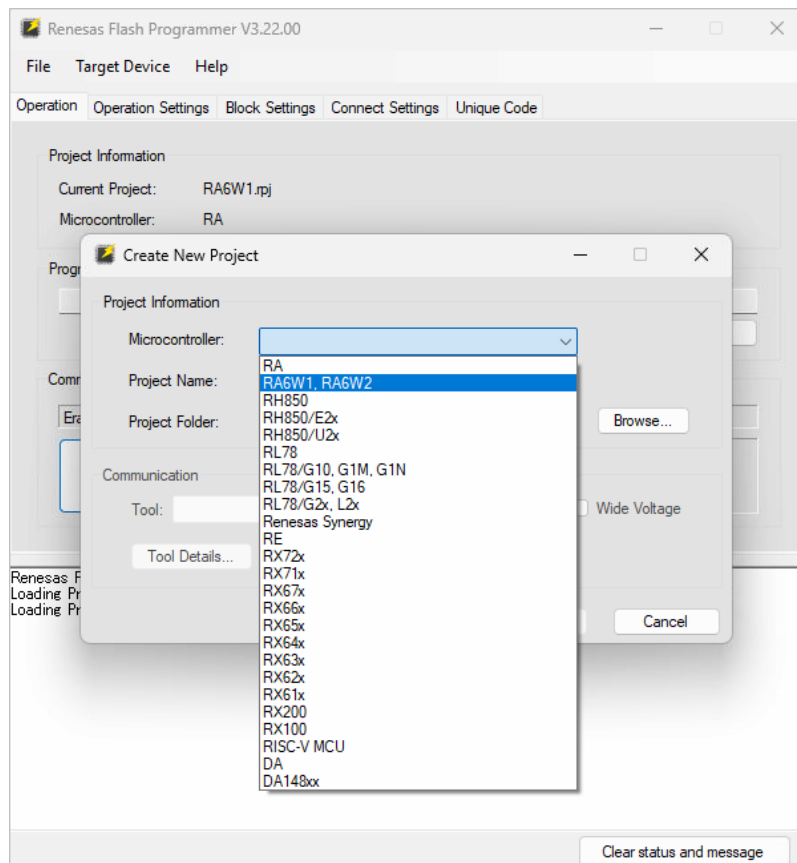 Renesas Flash Programmer V3.22.00
File Target Device Help
Operation Operation Settings Block Settings Connect Settings Unique Code
Project Information
Current Project: RA6W1.rpj
Microcontroller: RA
Create New Project
Project Information
Microcontroller:
RA
Project Name:
RA6W1, RA6W2
RH850
Project Folder:
RH850/E2x
Browse...
RH850/U2x
RL78
Communication
RL78/G10, G1M, G1N
RL78/G15, G16
Tool:
RL78/G2x, L2x
Wide Voltage
Renesas Synergy
RE
Tool Details...
RX72x
RX71x
RX67x
RX66x
Cancel
RX65x
RX64x
RX63x
RX62x
RX61x
RX200
RX100
RISC-V MCU
DA
DA148xx
Renesas
Loading
Loading
Clear status and message